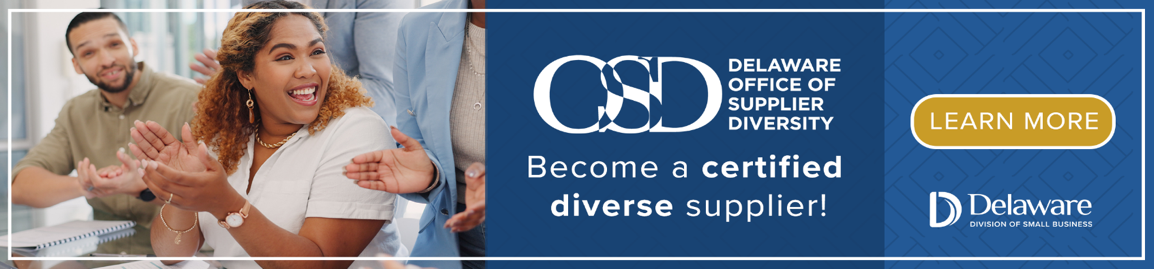 OSD
DELAWARE
OFFICE OF
SUPPLIER
DIVERSITY
Become a certified
diverse supplier!
LEARN MORE
Delaware
DIVISION OF SMALL BUSINESS